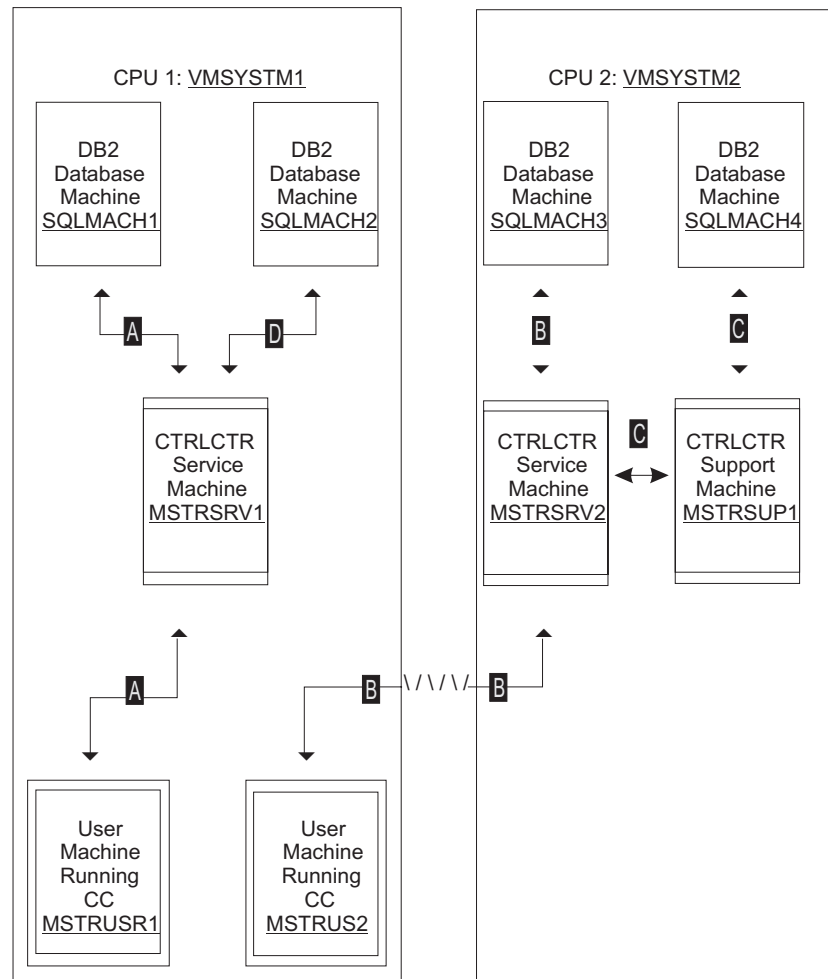 CPU 1: VMSYSTM1
CPU 2: VMSYSTM2
DB2
Database
Machine
SQLMACH1
DB2
Database
Machine
SQLMACH2
DB2
Database
Machine
SQLMACH3
DB2
Database
Machine
SQLMACH4
A
D
B
C
CTRLCTR
Service
Machine
MSTRSRV1
CTRLCTR
Service
Machine
MSTRSRV2
C
CTRLCTR
Support
Machine
MSTRSUP1
A
B
\/\/\/
B
User
Machine
Running
CC
MSTRUSR1
User
Machine
Running
CC
MSTRUS2